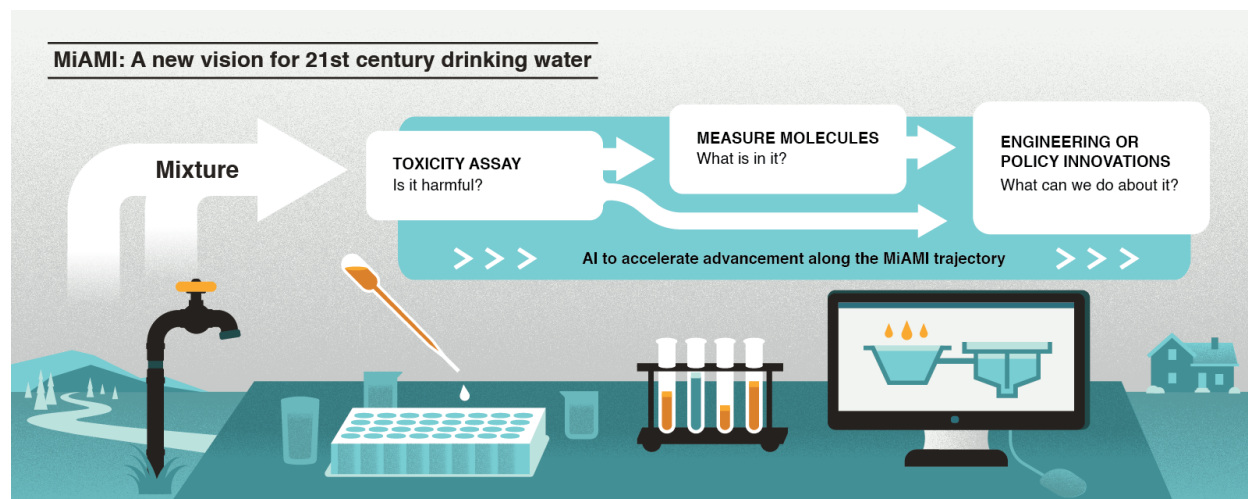 MiAMI: A new vision for 21st century drinking water
Mixture
TOXICITY ASSAY
Is it harmful?
MEASURE MOLECULES
What is in it?
ENGINEERING OR
POLICY INNOVATIONS
What can we do about it?
AI to accelerate advancement along the MiAMI trajectory